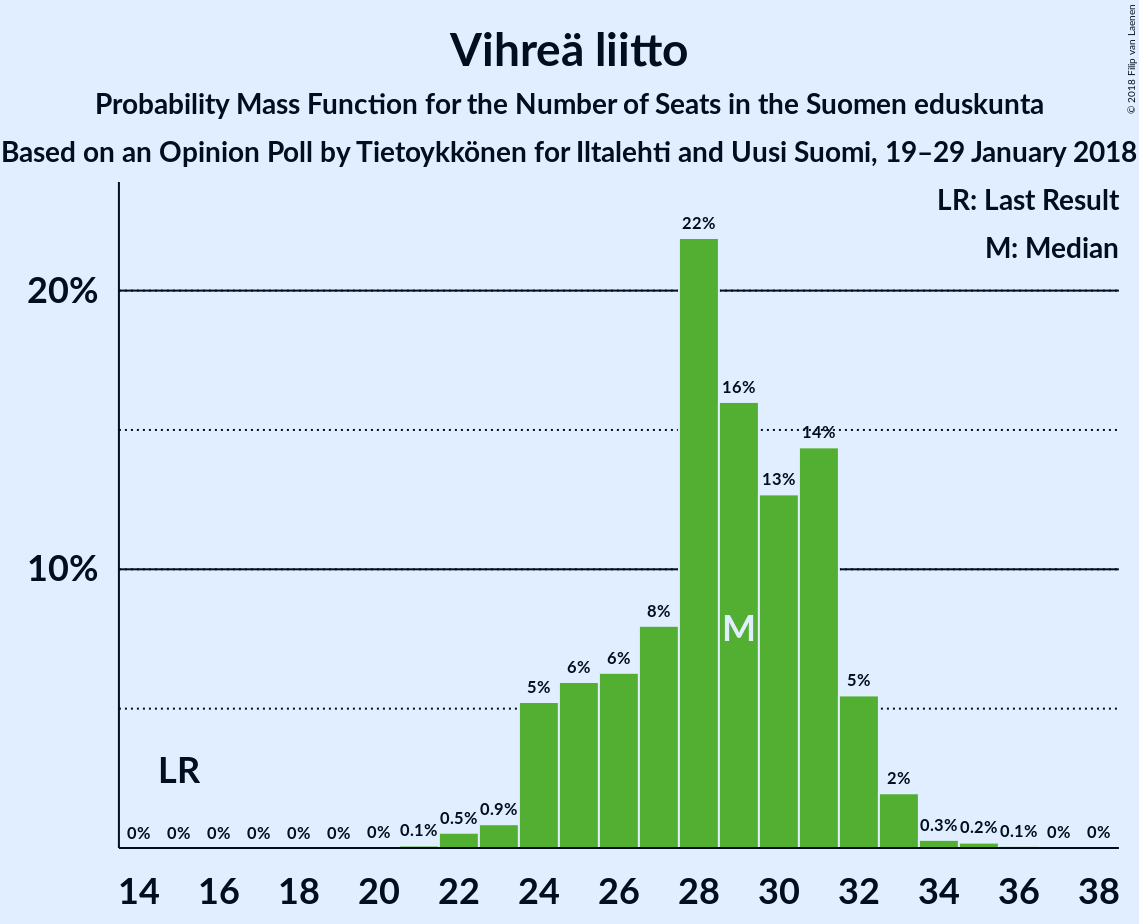 Vihreä liitto
Probability Mass Function for the Number of Seats in the Suomen eduskunta
Based on an Opinion Poll by Tietoykkönen for Iltalehti and Uusi Suomi, 19–29 January 2018
© 2018 Filip van Laenen
LR: Last Result
M: Median
20%
10%
22%
16%
14%
13%
8%
M
6%
6%
5%
5%
2%
LR
0% 0% 0% 0% 0% 0% 0% 0.1% 0.5% 0.9% 0.3% 0.2% 0.1% 0% 0%
14 16 18 20 22 24 26 28 30 32 34 36 38